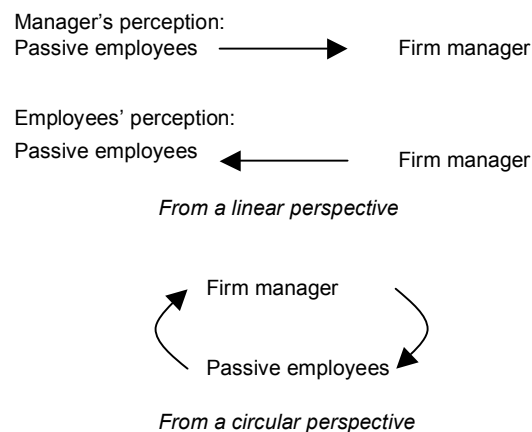 Manager’s perception:
Passive employees Firm manager
Employees’ perception:
Passive employees Firm manager
From a linear perspective
Firm manager
Passive employees
From a circular perspective